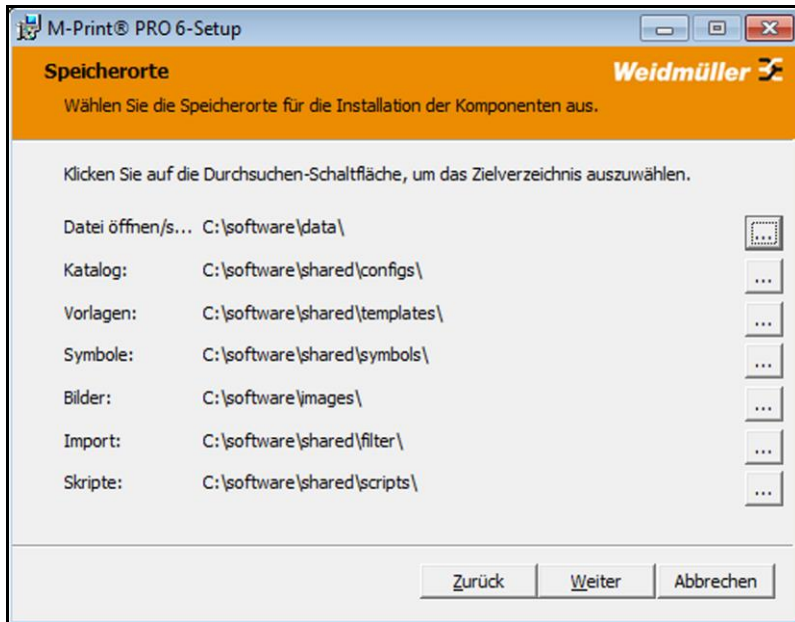 M-Print® PRO 6-Setup
Speicherorte
Weidmüller
Wählen Sie die Speicherorte für die Installation der Komponenten aus.
Klicken Sie auf die Durchsuchen-Schaltfläche, um das Zielverzeichnis auszuwählen.
Datei öffnen/s... C:\software\data\ ...
Katalog: C:\software\shared\configs\ ...
Vorlagen: C:\software\shared\templates\ ...
Symbole: C:\software\shared\symbols\ ...
Bilder: C:\software\images\ ...
Import: C:\software\shared\filter\ ...
Skripte: C:\software\shared\scripts\ ...
Zurück Weiter Abbrechen